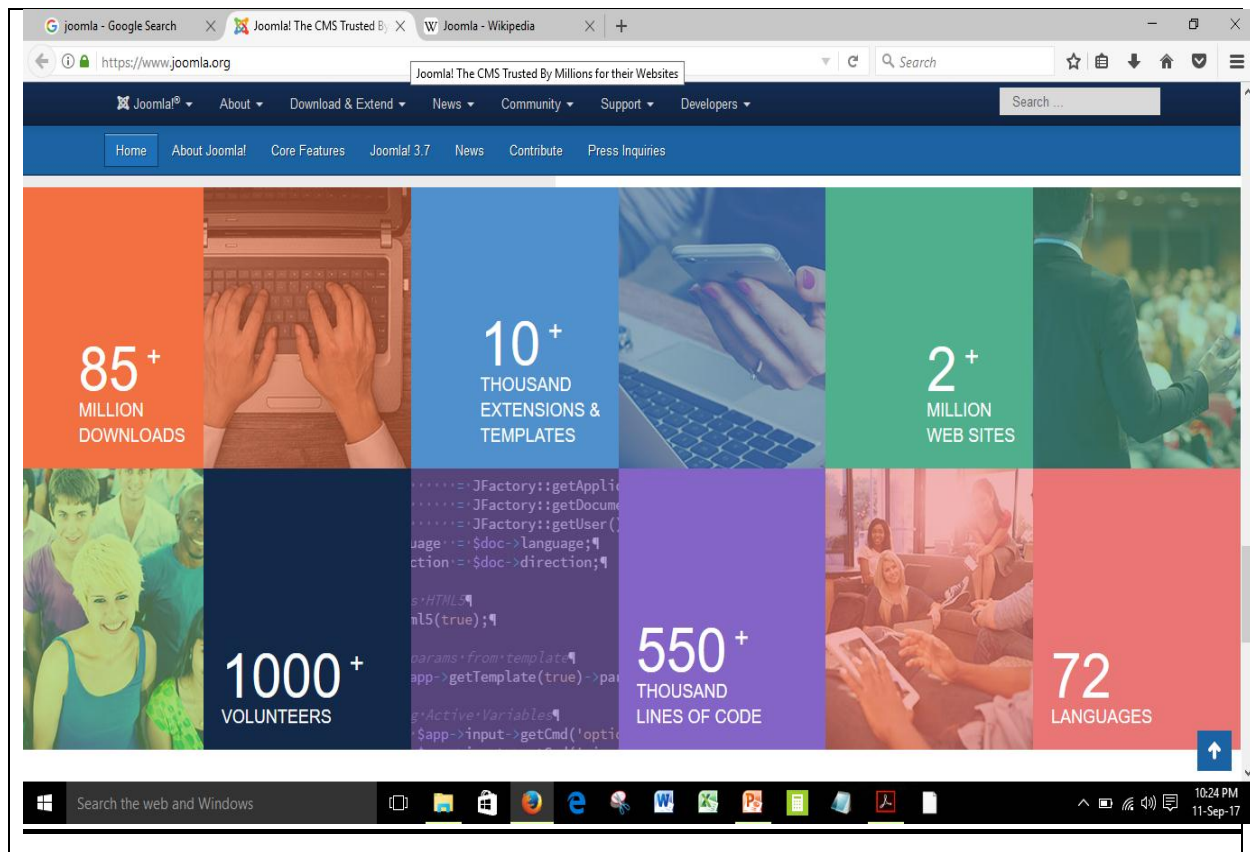 joomla - Google Search
Joomla! The CMS Trusted By
Joomla - Wikipedia
https://www.joomla.org
Search
Joomla! The CMS Trusted By Millions for their Websites
Joomla!®
About
Download & Extend
News
Community
Support
Developers
Search ...
Home
About Joomla!
Core Features
Joomla! 3.7
News
Contribute
Press Inquiries
85+
MILLION
DOWNLOADS
10+
THOUSAND
EXTENSIONS &
TEMPLATES
2+
MILLION
WEB SITES
1000+
VOLUNTEERS
= JFactory::getApplic
= JFactory::getDocume
= JFactory::getUser()
uage = $doc->language;¶
ction = $doc->direction;¶
s HTML5¶
ml5(true);¶
params from template¶
app->getTemplate(true)->par
g Active Variables¶
$app->input->getCmd('optio
550+
THOUSAND
LINES OF CODE
72
LANGUAGES
Search the web and Windows
10:24 PM
11-Sep-17